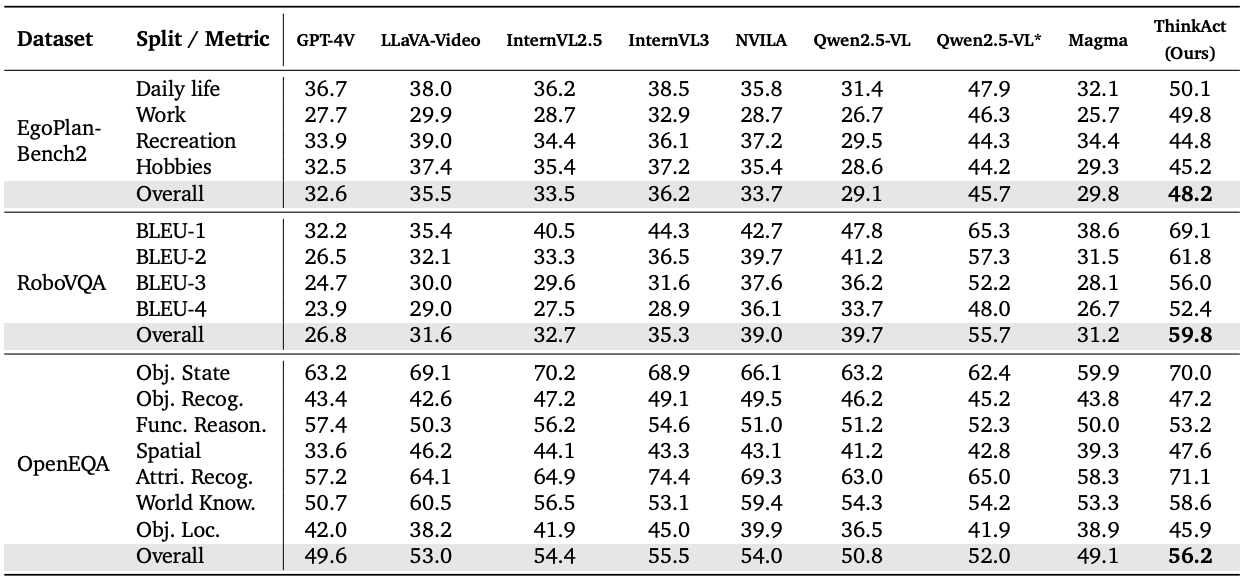 Dataset Split / Metric GPT-4V LLaVA-Video InternVL2.5 InternVL3 NVILA Qwen2.5-VL Qwen2.5-VL* Magma ThinkAct (Ours)
EgoPlan-Bench2
Daily life 36.7 38.0 36.2 38.5 35.8 31.4 47.9 32.1 50.1
Work 27.7 29.9 28.7 32.9 28.7 26.7 46.3 25.7 49.8
Recreation 33.9 39.0 34.4 36.1 37.2 29.5 44.3 34.4 44.8
Hobbies 32.5 37.4 35.4 37.2 35.4 28.6 44.2 29.3 45.2
Overall 32.6 35.5 33.5 36.2 33.7 29.1 45.7 29.8 48.2
RoboVQA
BLEU-1 32.2 35.4 40.5 44.3 42.7 47.8 65.3 38.6 69.1
BLEU-2 26.5 32.1 33.3 36.5 39.7 41.2 57.3 31.5 61.8
BLEU-3 24.7 30.0 29.6 31.6 37.6 36.2 52.2 28.1 56.0
BLEU-4 23.9 29.0 27.5 28.9 36.1 33.7 48.0 26.7 52.4
Overall 26.8 31.6 32.7 35.3 39.0 39.7 55.7 31.2 59.8
OpenEQA
Obj. State 63.2 69.1 70.2 68.9 66.1 63.2 62.4 59.9 70.0
Obj. Recog. 43.4 42.6 47.2 49.1 49.5 46.2 45.2 43.8 47.2
Func. Reason. 57.4 50.3 56.2 54.6 51.0 51.2 52.3 50.0 53.2
Spatial 33.6 46.2 44.1 43.3 43.1 41.2 42.8 39.3 47.6
Attri. Recog. 57.2 64.1 64.9 74.4 69.3 63.0 65.0 58.3 71.1
World Know. 50.7 60.5 56.5 53.1 59.4 54.3 54.2 53.3 58.6
Obj. Loc. 42.0 38.2 41.9 45.0 39.9 36.5 41.9 38.9 45.9
Overall 49.6 53.0 54.4 55.5 54.0 50.8 52.0 49.1 56.2